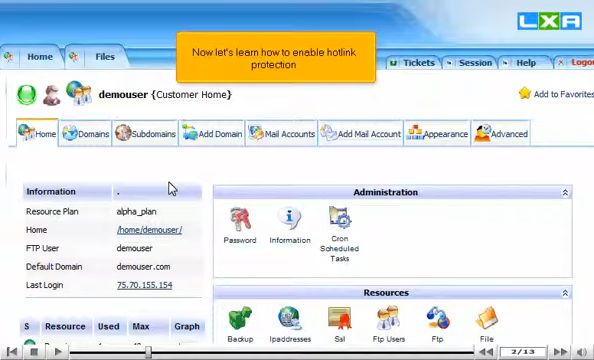 LXA
Home
Files
Now let's learn how to enable hotlink
protection
Tickets
Session
Help
Logou
demouser {Customer Home}
Add to Favorites
Home
Domains
Subdomains
Add Domain
Mail Accounts
Add Mail Account
Appearance
Advanced
Information .
Resource Plan alpha_plan
Home /home/demouser/
FTP User demouser
Default Domain demouser.com
Last Login 75.70.155.154
Administration
Password
Information
Cron
Scheduled
Tasks
Resources
Backup
Ipaddresses
Ssl
Ftp Users
Ftp
File
S Resource Used Max Graph
2/13